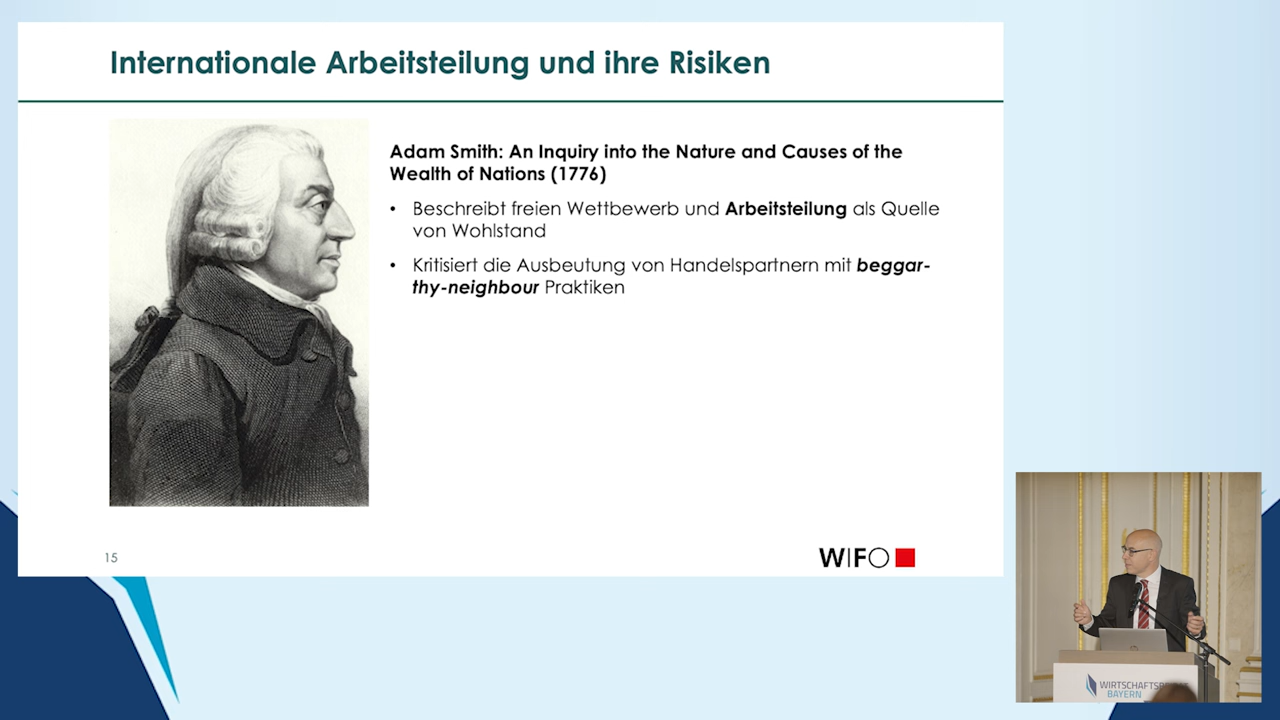 Internationale Arbeitsteilung und ihre Risiken
Adam Smith: An Inquiry into the Nature and Causes of the
Wealth of Nations (1776)
• Beschreibt freien Wettbewerb und Arbeitsteilung als Quelle
von Wohlstand
• Kritisiert die Ausbeutung von Handelspartnern mit beggar-
thy-neighbour Praktiken
15
WIFO
BAYERN